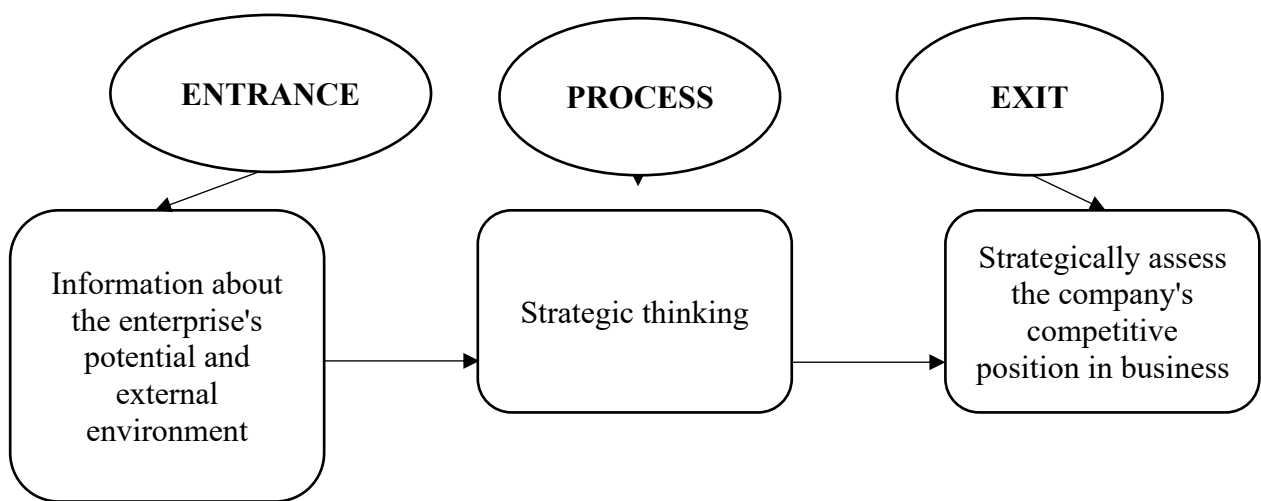 ENTRANCE
PROCESS
EXIT
Information about
the enterprise's
potential and
external
environment
Strategic thinking
Strategically assess
the company's
competitive
position in business